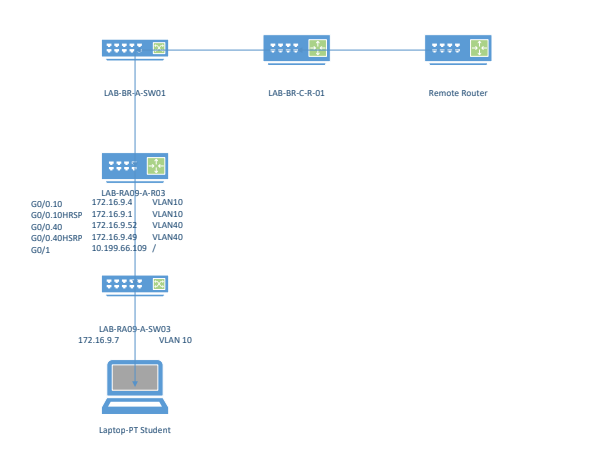 LAB-BR-A-SW01
LAB-BR-C-R-01
Remote Router
LAB-RA09-A-R03
G0/0.10 172.16.9.4 VLAN10
G0/0.10HRSP 172.16.9.1 VLAN10
G0/0.40 172.16.9.52 VLAN40
G0/0.40HSRP 172.16.9.49 VLAN40
G0/1 10.199.66.109 /
LAB-RA09-A-SW03
172.16.9.7 VLAN 10
Laptop-PT Student